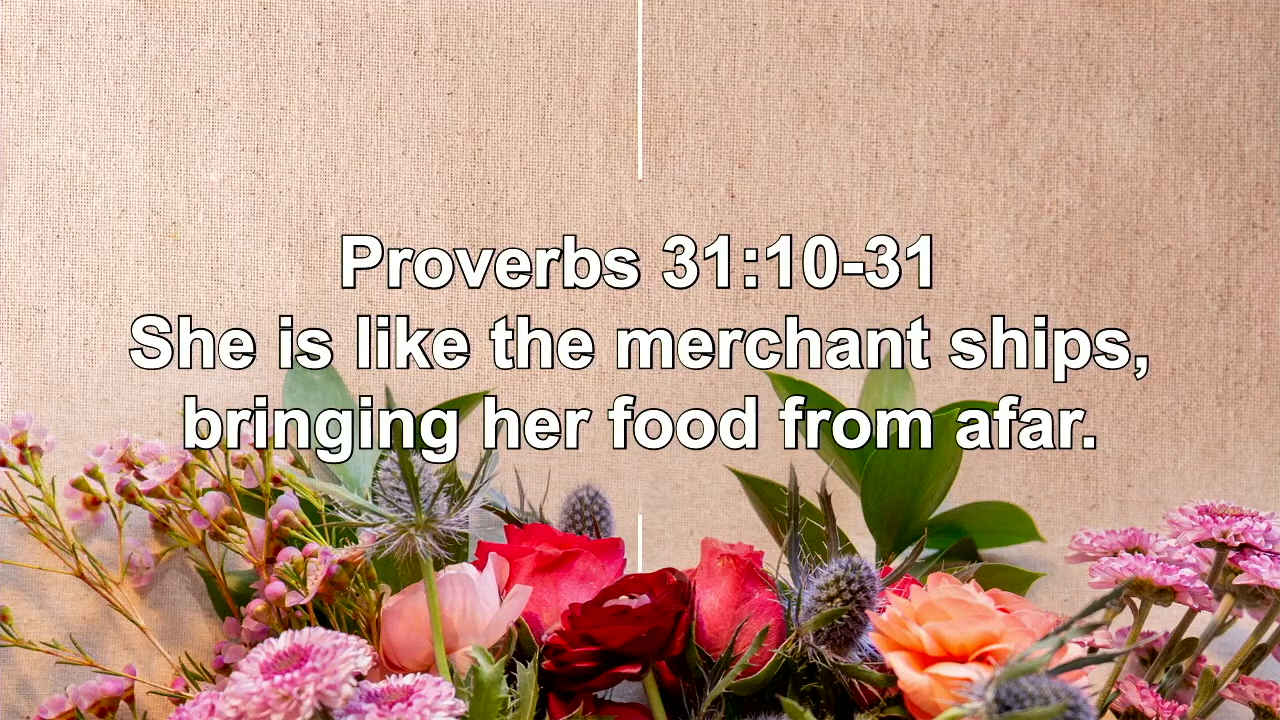 Proverbs 31:10-31
She is like the merchant ships,
bringing her food from afar.